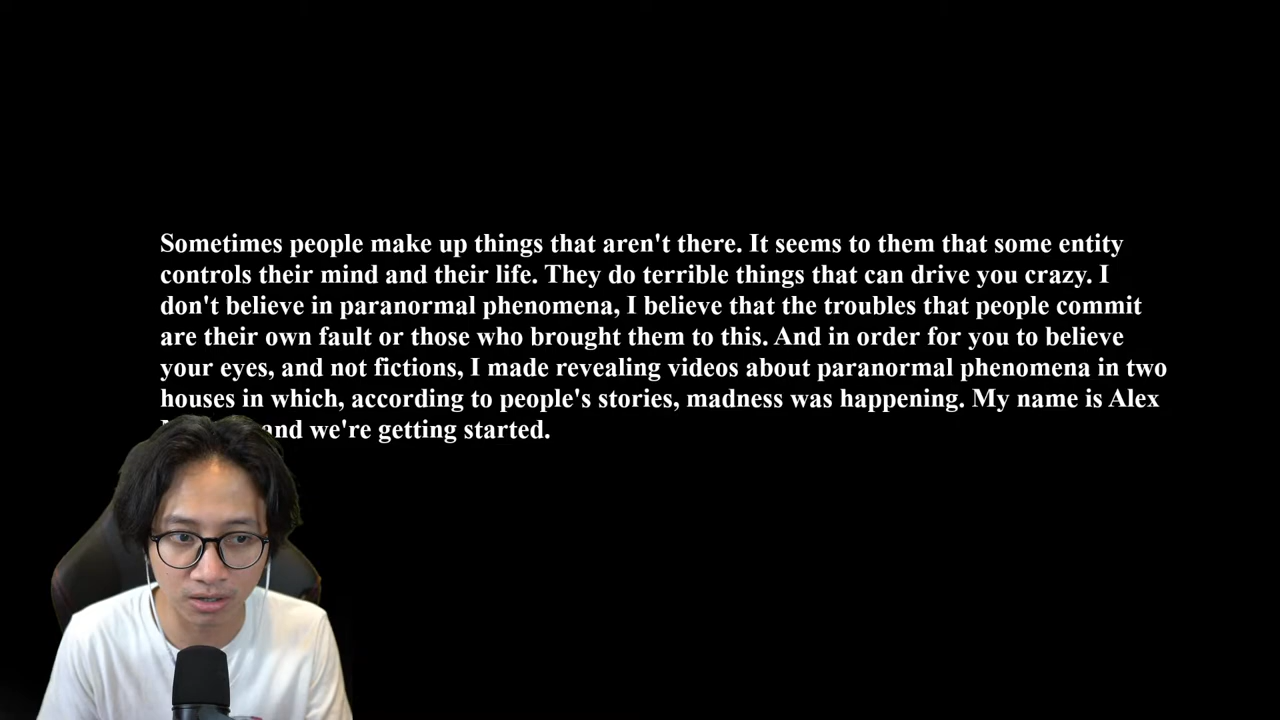 Sometimes people make up things that aren't there. It seems to them that some entity
controls their mind and their life. They do terrible things that can drive you crazy. I
don't believe in paranormal phenomena, I believe that the troubles that people commit
are their own fault or those who brought them to this. And in order for you to believe
your eyes, and not fictions, I made revealing videos about paranormal phenomena in two
houses in which, according to people's stories, madness was happening. My name is Alex
and we're getting started.